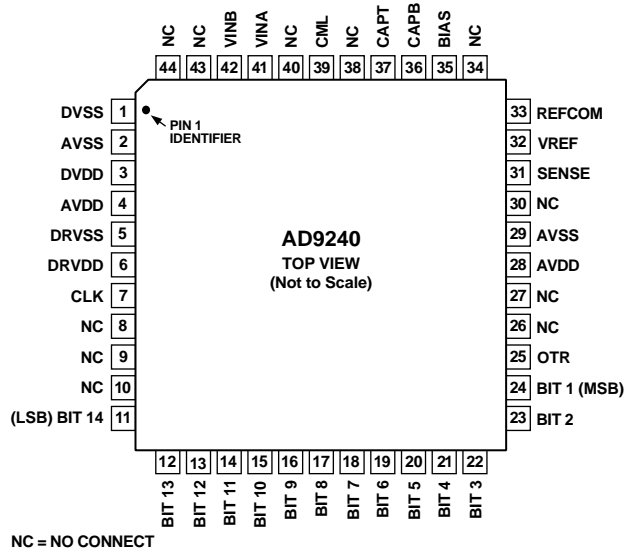 NC
NC
VINB
VINA
NC
CML
NC
CAPT
CAPB
BIAS
NC
44 43 42 41 40 39 38 37 36 35 34
DVSS 1
AVSS 2
DVDD 3
AVDD 4
DRVSS 5
DRVDD 6
CLK 7
NC 8
NC 9
NC 10
(LSB) BIT 14 11
PIN 1
IDENTIFIER
AD9240
TOP VIEW
(Not to Scale)
33 REFCOM
32 VREF
31 SENSE
30 NC
29 AVSS
28 AVDD
27 NC
26 NC
25 OTR
24 BIT 1 (MSB)
23 BIT 2
12 13 14 15 16 17 18 19 20 21 22
BIT 13
BIT 12
BIT 11
BIT 10
BIT 9
BIT 8
BIT 7
BIT 6
BIT 5
BIT 4
BIT 3
NC = NO CONNECT